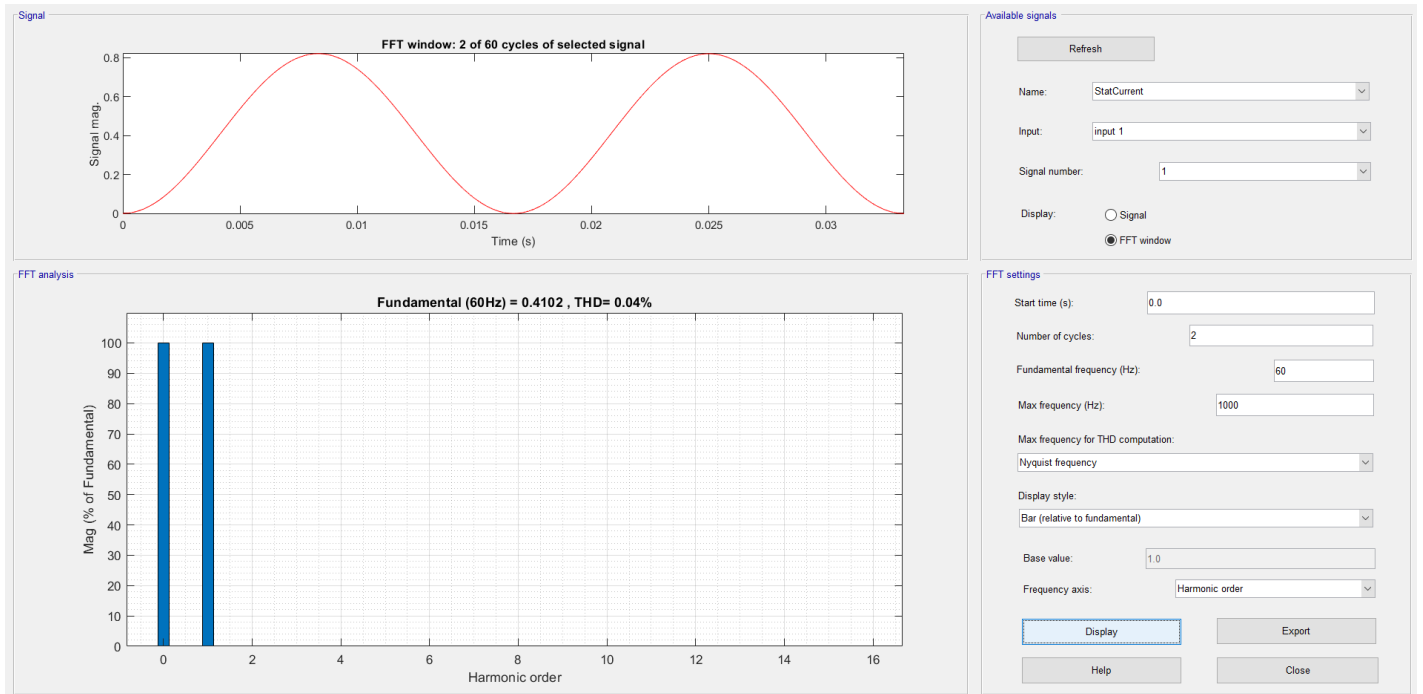 Signal
FFT window: 2 of 60 cycles of selected signal
0.8
0.6
0.4
0.2
0
Signal mag.
0
0.005
0.01
0.015
0.02
0.025
0.03
Time (s)
FFT analysis
Fundamental (60Hz) = 0.4102 , THD= 0.04%
100
90
80
70
60
50
40
30
20
10
0
Mag (% of Fundamental)
0
2
4
6
8
10
12
14
16
Harmonic order
Available signals
Refresh
Name:
StatCurrent
Input:
input 1
Signal number:
1
Display:
Signal
FFT window
FFT settings
Start time (s):
0.0
Number of cycles:
2
Fundamental frequency (Hz):
60
Max frequency (Hz):
1000
Max frequency for THD computation:
Nyquist frequency
Display style:
Bar (relative to fundamental)
Base value:
1.0
Frequency axis:
Harmonic order
Display
Export
Help
Close